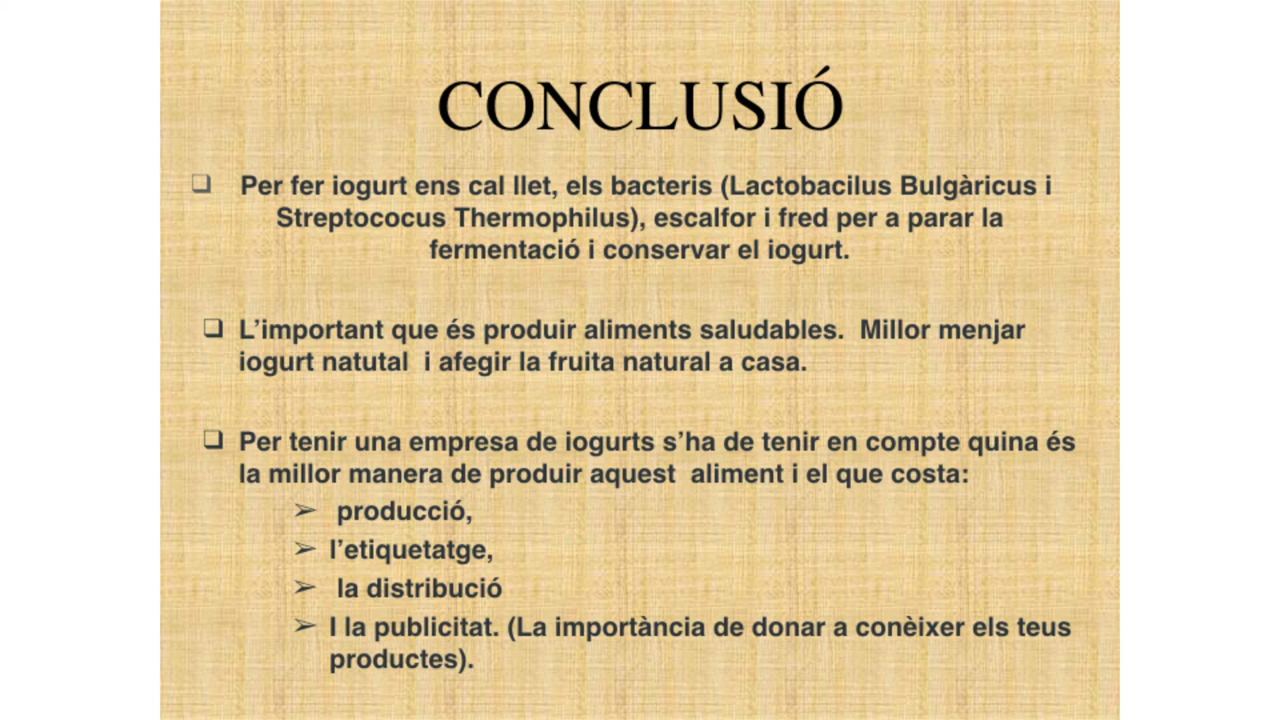 CONCLUSIÓ
❑ Per fer iogurt ens cal llet, els bacteris (Lactobacilus Bulgàricus i
Streptococus Thermophilus), escalfor i fred per a parar la
fermentació i conservar el iogurt.
❑ L’important que és produir aliments saludables.  Millor menjar
iogurt natutal  i afegir la fruita natural a casa.
❑ Per tenir una empresa de iogurts s’ha de tenir en compte quina és
la millor manera de produir aquest  aliment i el que costa:
➢ producció,
➢ l’etiquetatge,
➢ la distribució
➢ I la publicitat. (La importància de donar a conèixer els teus
productes).